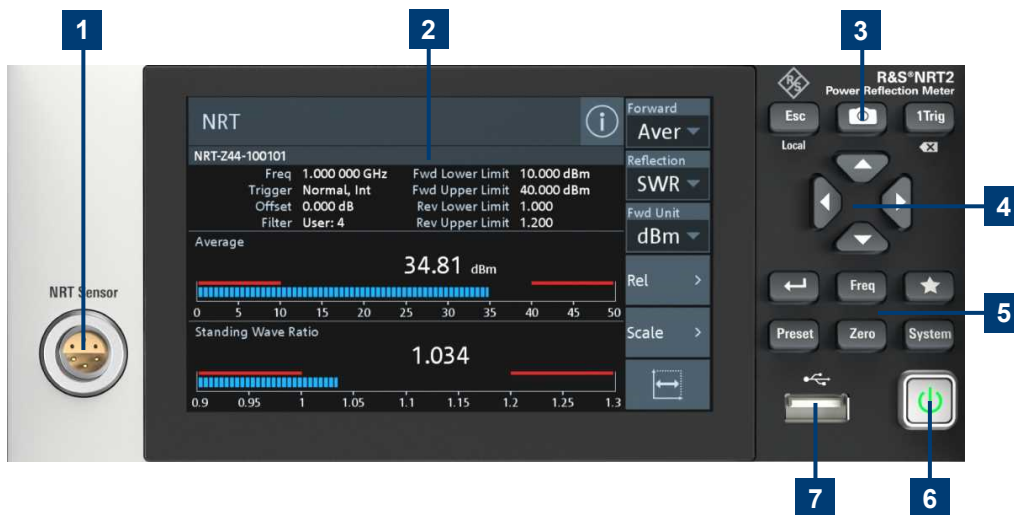 1
2
3
R&S®NRT2
Power Reflection Meter
R&S
Esc
1Trig
Local
NRT
i
Forward
Aver
NRT-Z44-100101
Reflection
SWR
Freq 1.000 000 GHz Fwd Lower Limit 10.000 dBm
Trigger Normal, Int Fwd Upper Limit 40.000 dBm
Offset 0.000 dB Rev Lower Limit 1.000
Filter User: 4 Rev Upper Limit 1.200
Fwd Unit
dBm
4
Average
34.81 dBm
0 5 10 15 20 25 30 35 40 45 50
Rel >
NRT Sensor
Freq
5
Standing Wave Ratio
1.034
0.9 0.95 1 1.05 1.1 1.15 1.2 1.25 1.3
Scale >
Preset
Zero
System
7
6